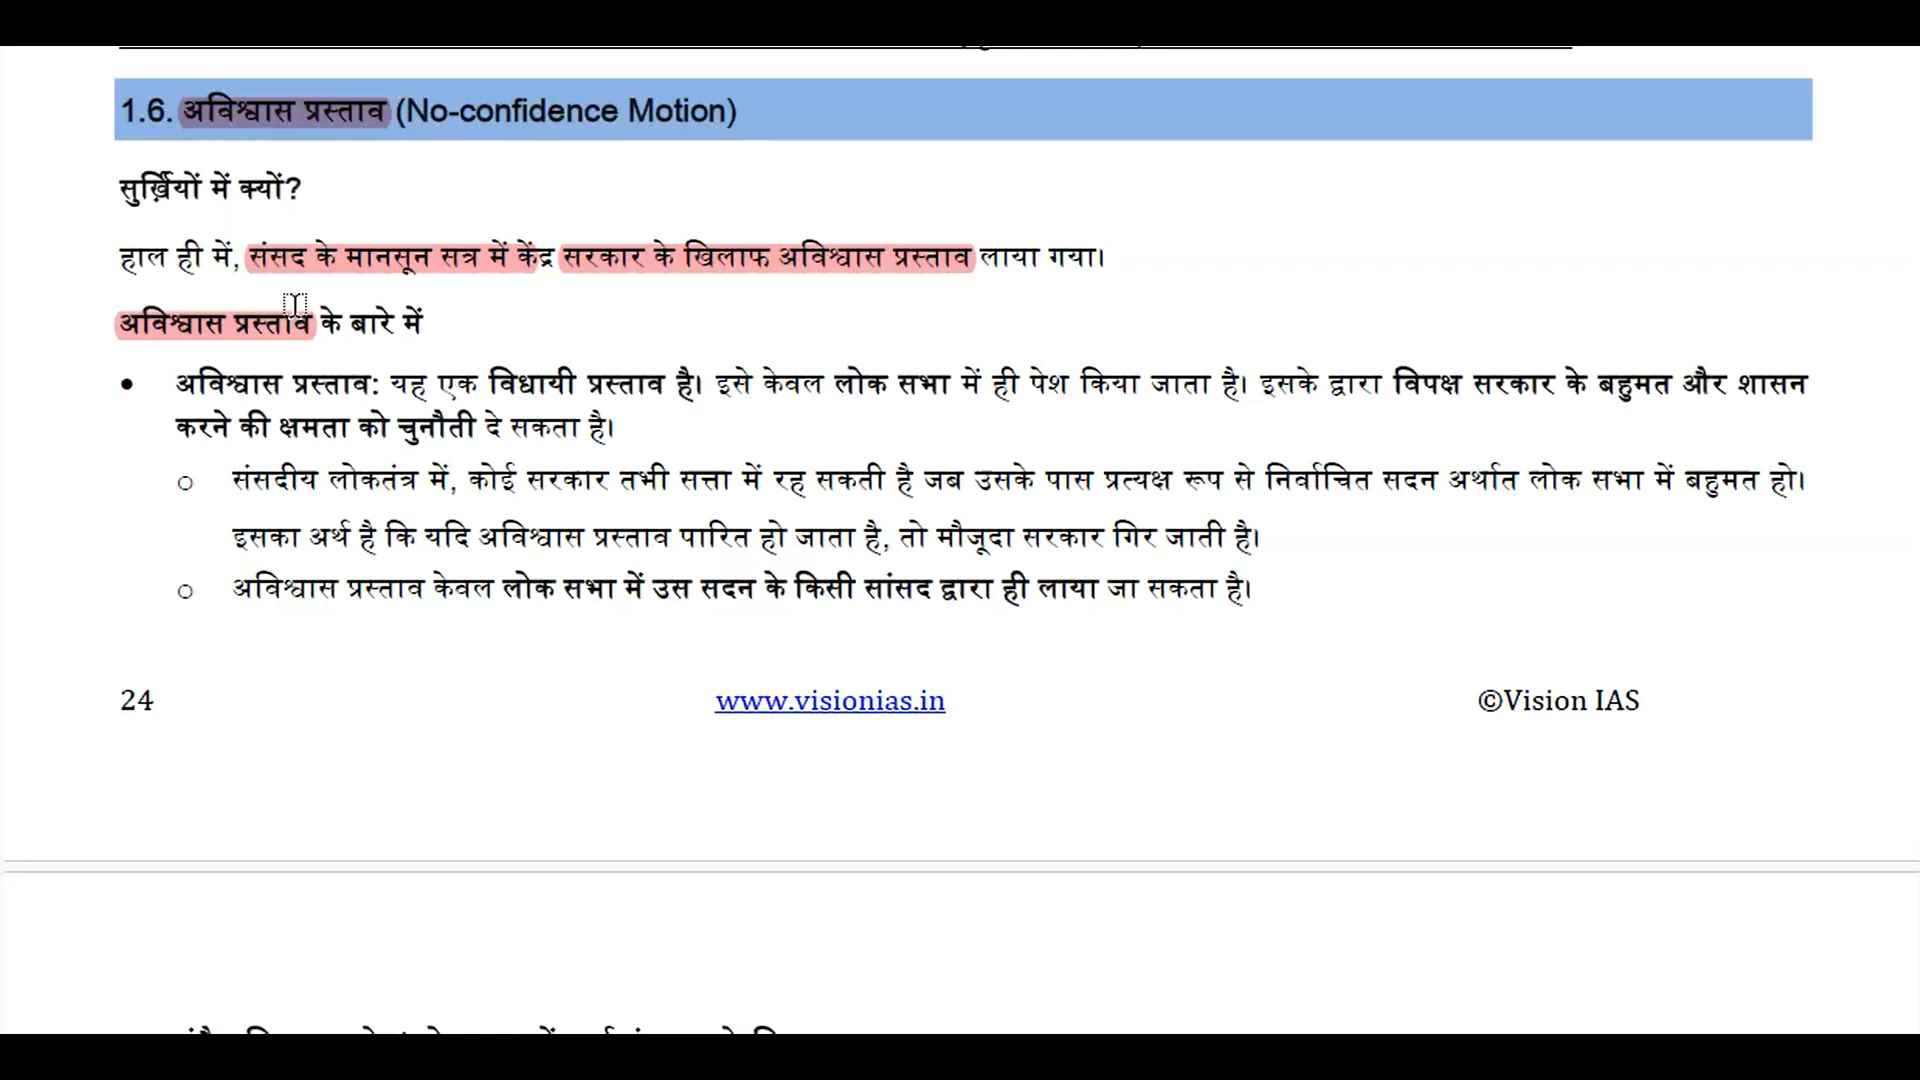 1.6. अविश्वास प्रस्ताव (No-confidence Motion)
सुर्ख़ियों में क्यों?
हाल ही में, संसद के मानसून सत्र में केंद्र सरकार के खिलाफ अविश्वास प्रस्ताव लाया गया।
अविश्वास प्रस्ताव के बारे में
• अविश्वास प्रस्ताव: यह एक विधायी प्रस्ताव है। इसे केवल लोक सभा में ही पेश किया जाता है। इसके द्वारा विपक्ष सरकार के बहुमत और शासन
करने की क्षमता को चुनौती दे सकता है।
o संसदीय लोकतंत्र में, कोई सरकार तभी सत्ता में रह सकती है जब उसके पास प्रत्यक्ष रूप से निर्वाचित सदन अर्थात लोक सभा में बहुमत हो।
इसका अर्थ है कि यदि अविश्वास प्रस्ताव पारित हो जाता है, तो मौजूदा सरकार गिर जाती है।
o अविश्वास प्रस्ताव केवल लोक सभा में उस सदन के किसी सांसद द्वारा ही लाया जा सकता है।
24 www.visionias.in ©Vision IAS